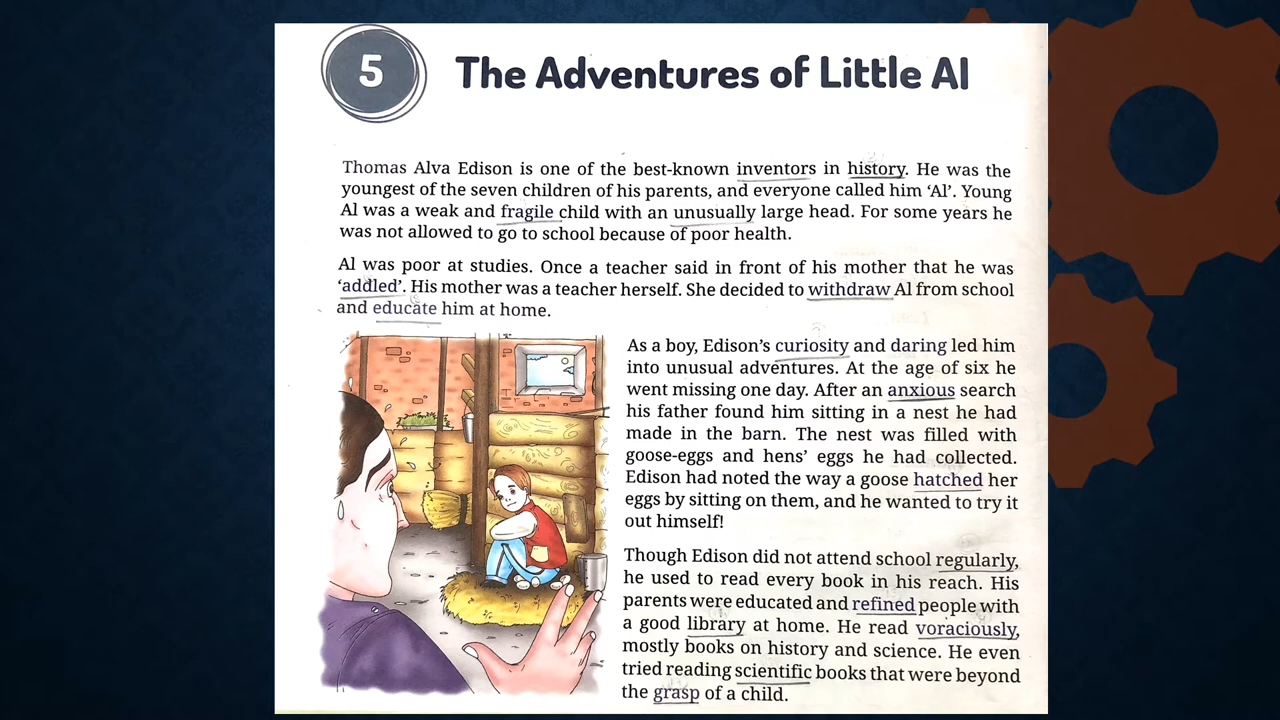 5
The Adventures of Little Al
Thomas Alva Edison is one of the best-known inventors in history. He was the
youngest of the seven children of his parents, and everyone called him ‘Al’. Young
Al was a weak and fragile child with an unusually large head. For some years he
was not allowed to go to school because of poor health.
Al was poor at studies. Once a teacher said in front of his mother that he was
‘addled’. His mother was a teacher herself. She decided to withdraw Al from school
and educate him at home.
As a boy, Edison’s curiosity and daring led him
into unusual adventures. At the age of six he
went missing one day. After an anxious search
his father found him sitting in a nest he had
made in the barn. The nest was filled with
goose-eggs and hens’ eggs he had collected.
Edison had noted the way a goose hatched her
eggs by sitting on them, and he wanted to try it
out himself!
Though Edison did not attend school regularly,
he used to read every book in his reach. His
parents were educated and refined people with
a good library at home. He read voraciously,
mostly books on history and science. He even
tried reading scientific books that were beyond
the grasp of a child.